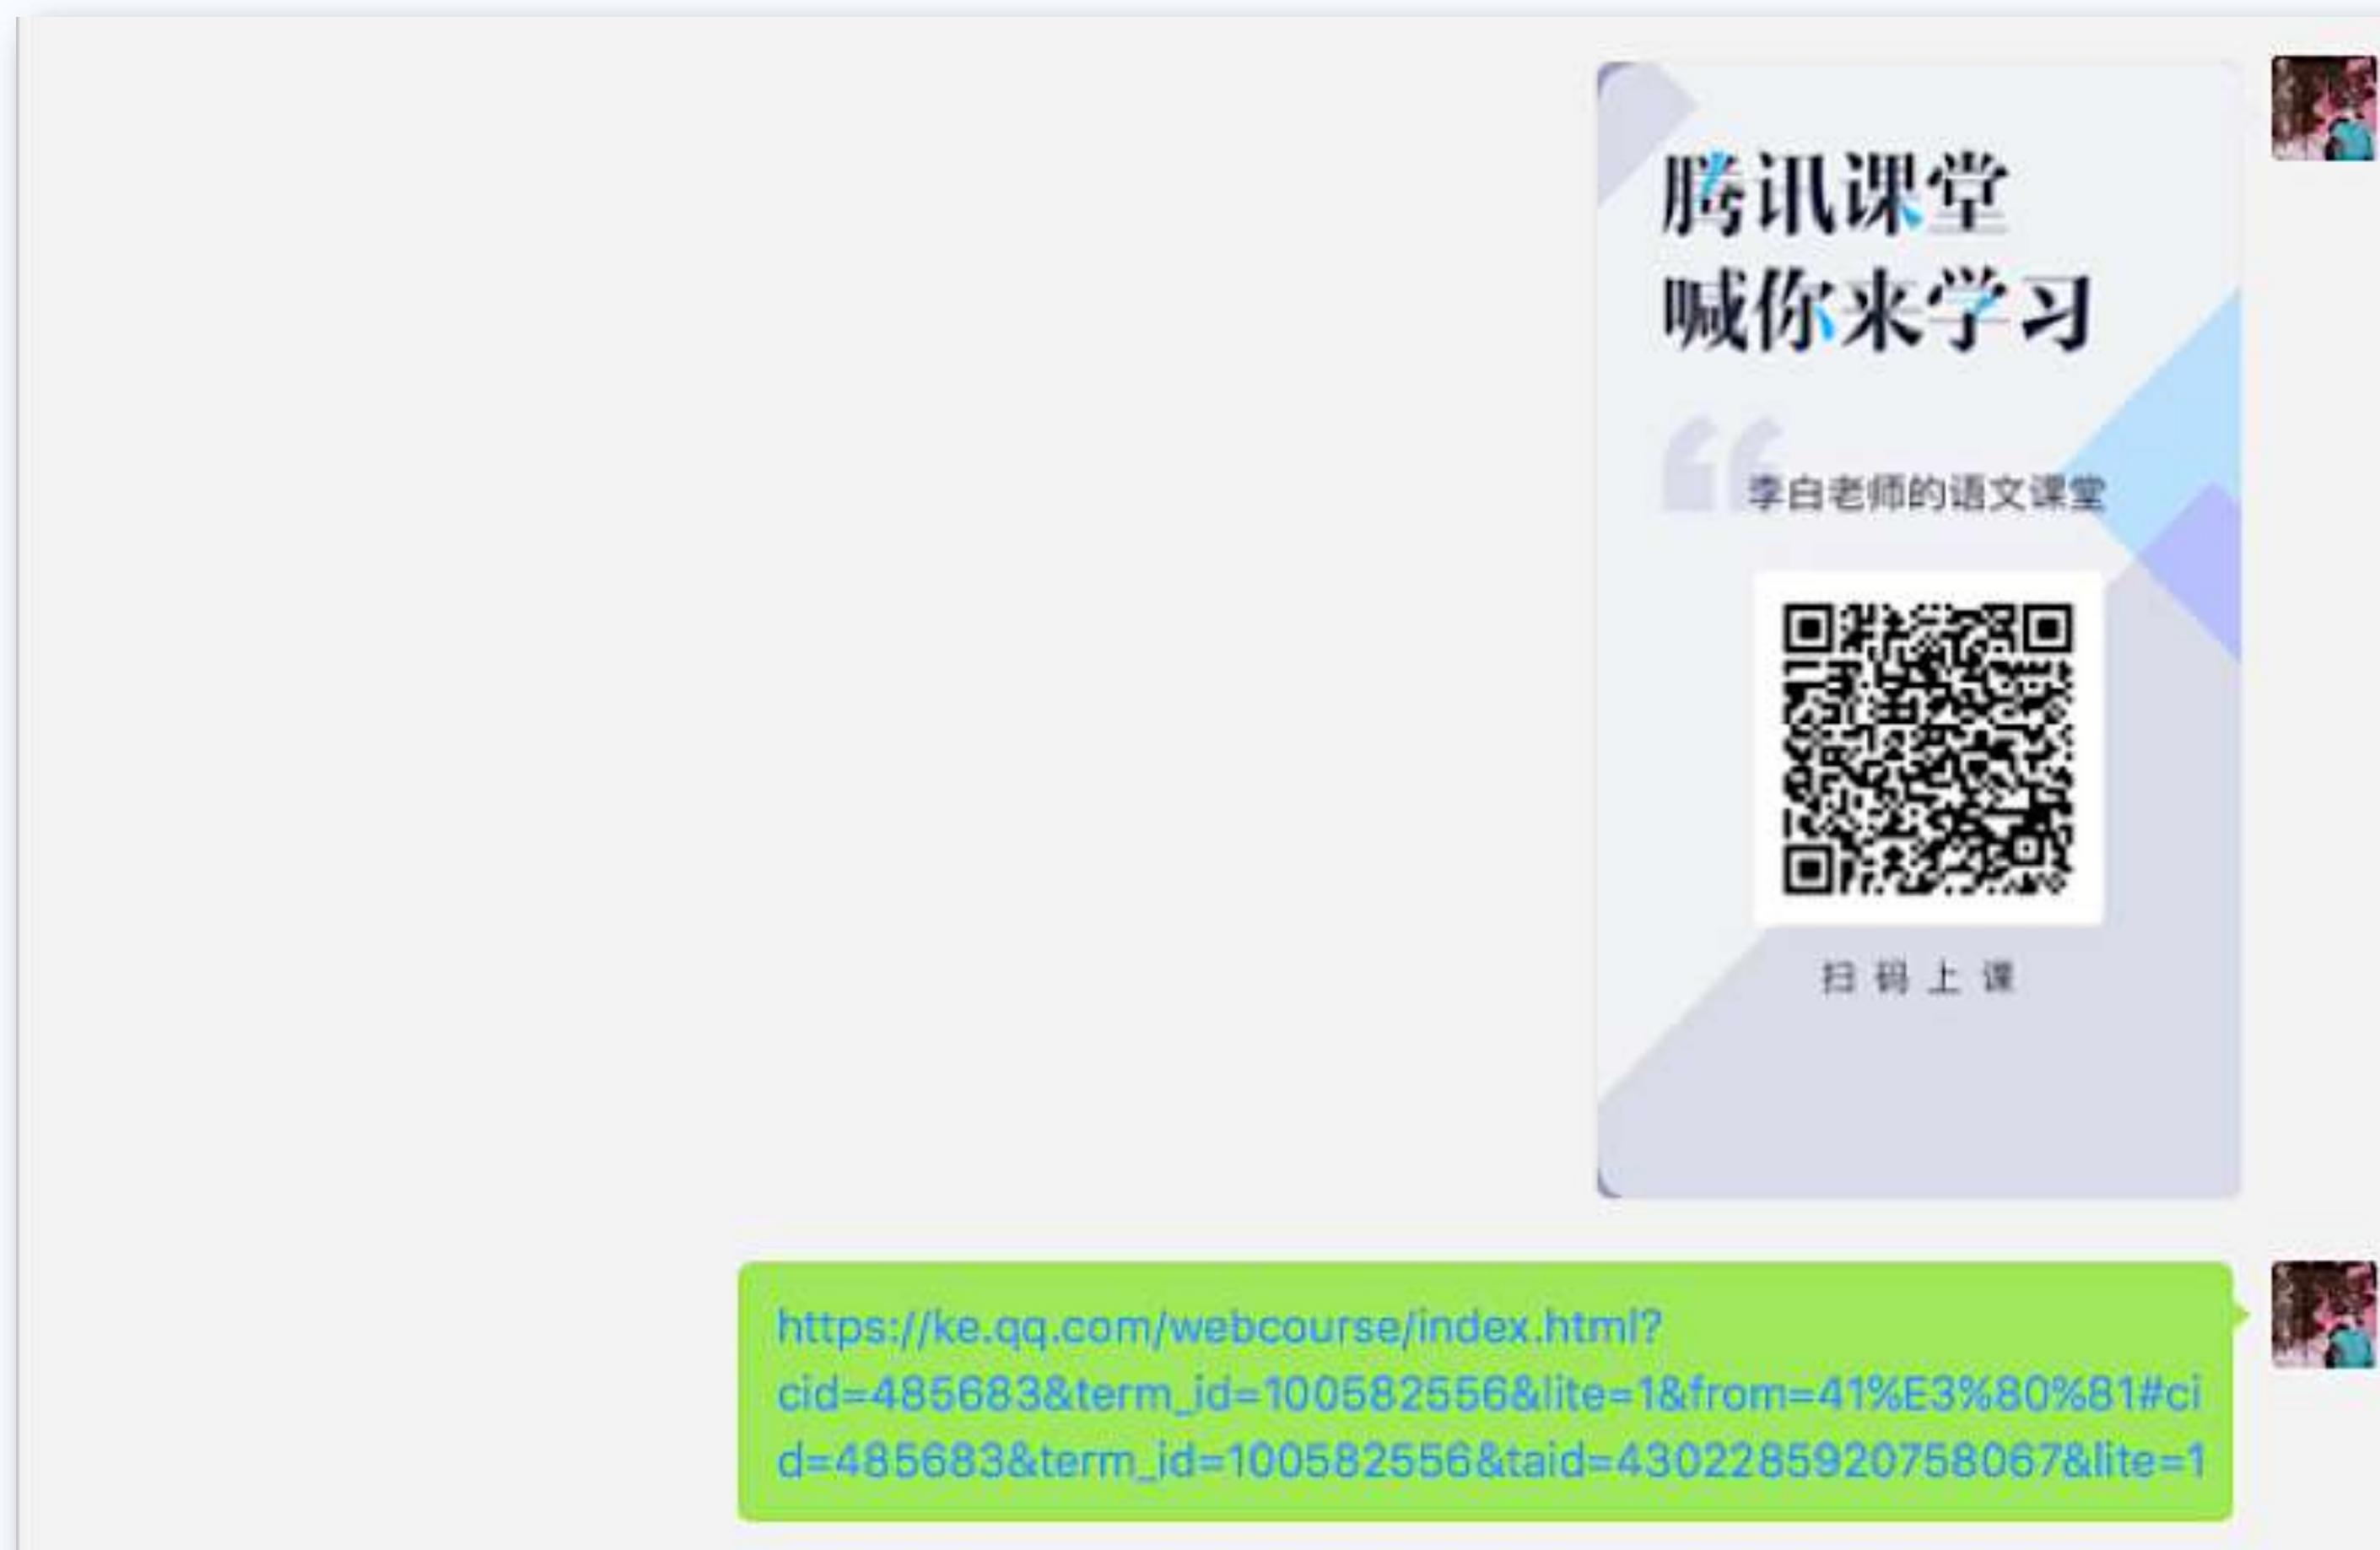 腾讯课堂
喊你来学习
李白老师的语文课堂
扫码上课
https://ke.qq.com/webcourse/index.html?
cid=485683&term_id=100582556&lite=1&from=41%E3%80%81#ci
d=485683&term_id=100582556&taid=4302285920758067&lite=1